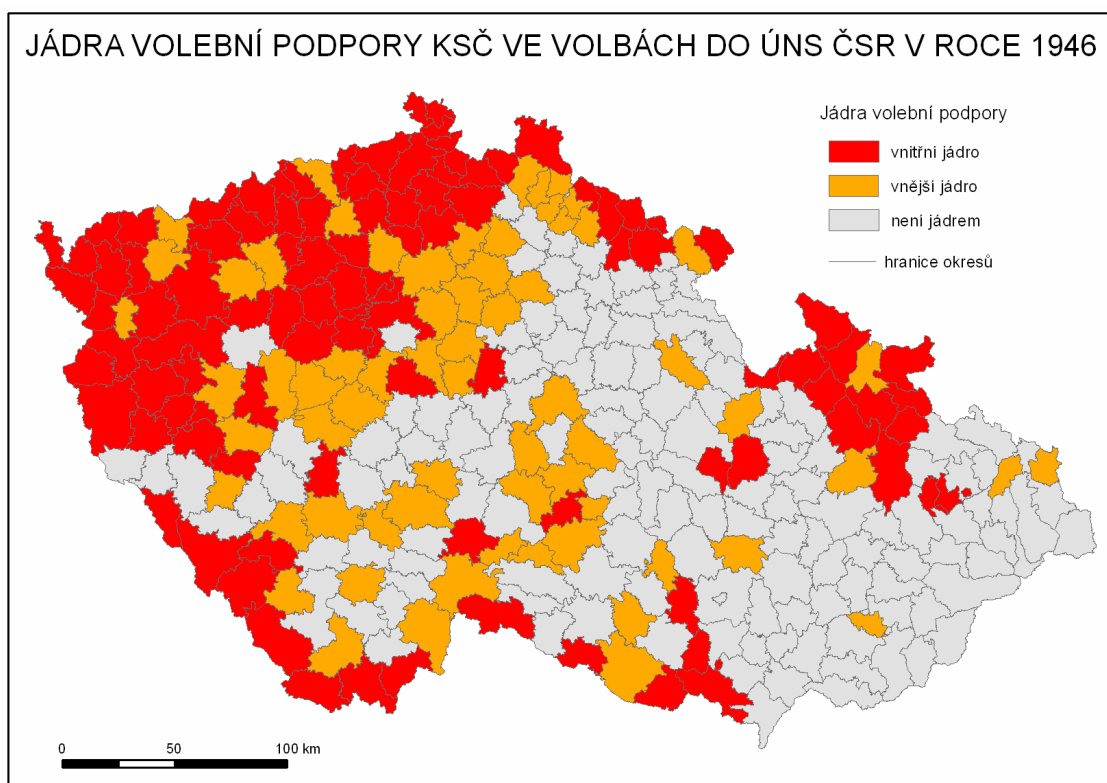 JÁDRA VOLEBNÍ PODPORY KSČ VE VOLBÁCH DO ÚNS ČSR V ROCE 1946
Jádra volební podpory
vnitřní jádro
vnější jádro
není jádrem
hranice okresů
0 50 100 km